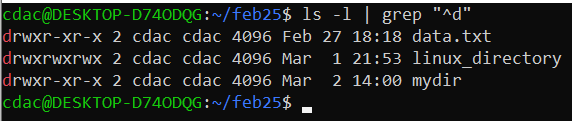 cdac@DESKTOP-D74ODQG:~/feb25$ ls -l | grep "^d"
drwxr-xr-x 2 cdac cdac 4096 Feb 27 18:18 data.txt
drwxrwxrwx 2 cdac cdac 4096 Mar  1 21:53 linux_directory
drwxr-xr-x 2 cdac cdac 4096 Mar  2 14:00 mydir
cdac@DESKTOP-D74ODQG:~/feb25$